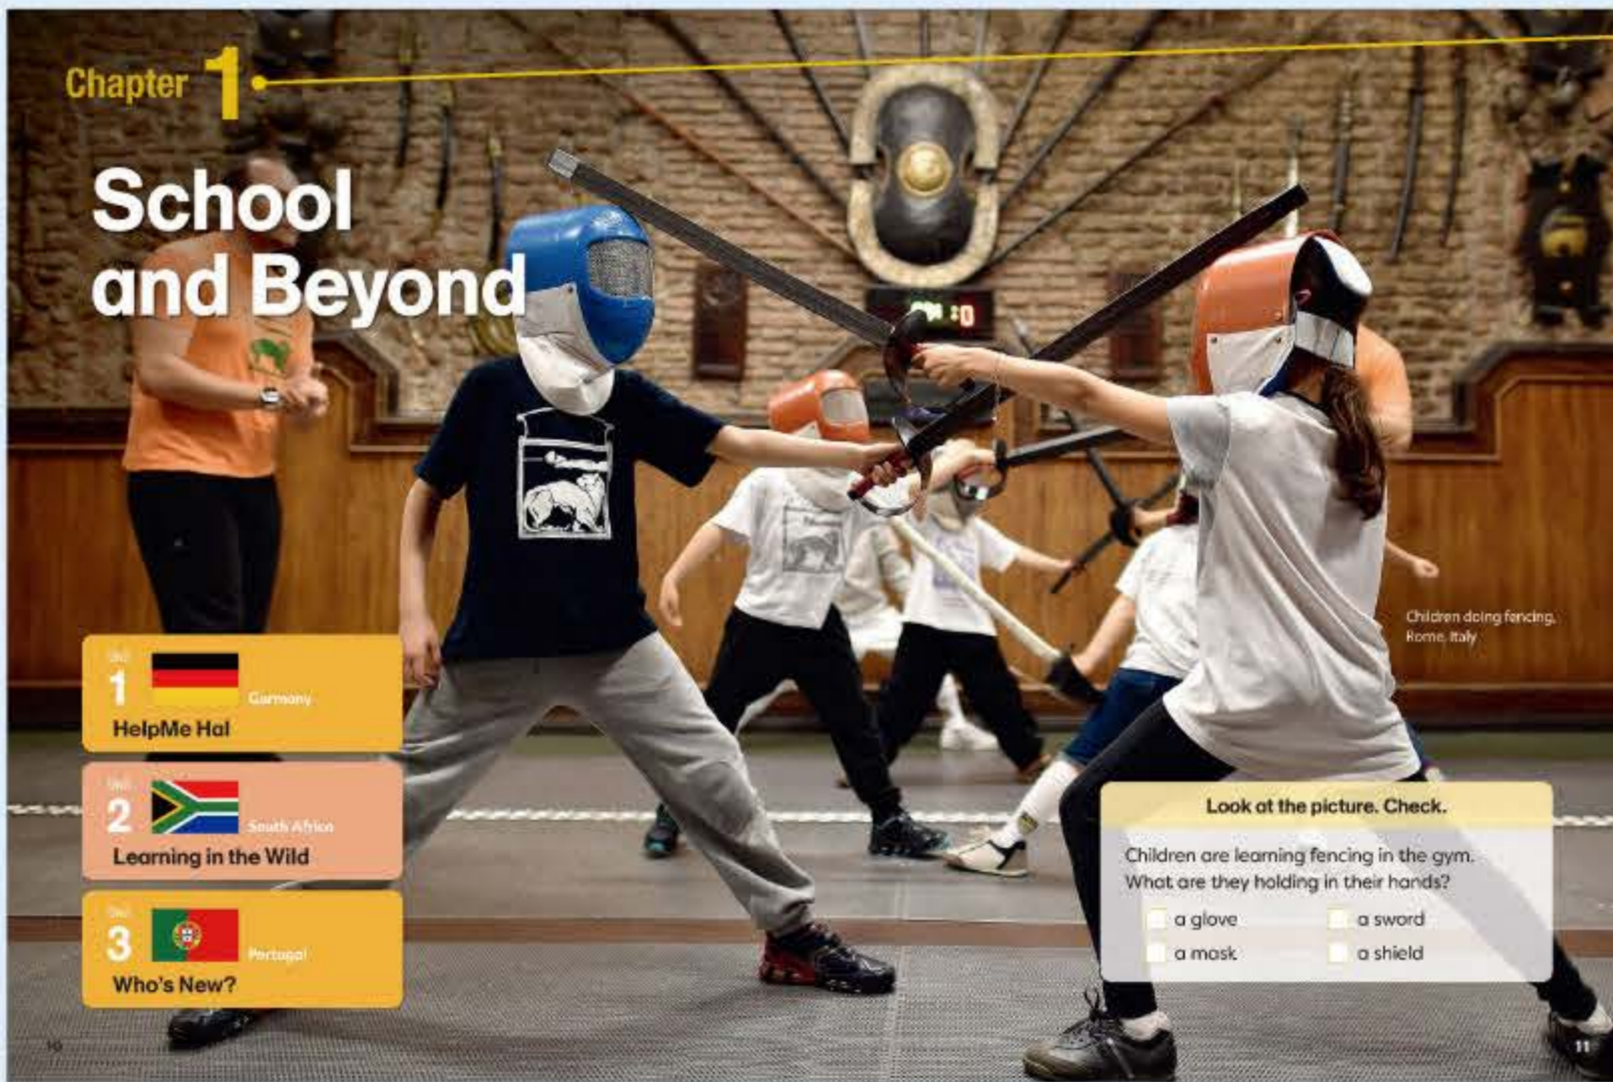 Chapter 1
School
and Beyond
Unit
1
Germany
HelpMe Hal
Unit
2
South Africa
Learning in the Wild
Unit
3
Portugal
Who's New?
Children doing fencing,
Rome, Italy
Look at the picture. Check.
Children are learning fencing in the gym.
What are they holding in their hands?
a glove
a sword
a mask
a shield
10
11